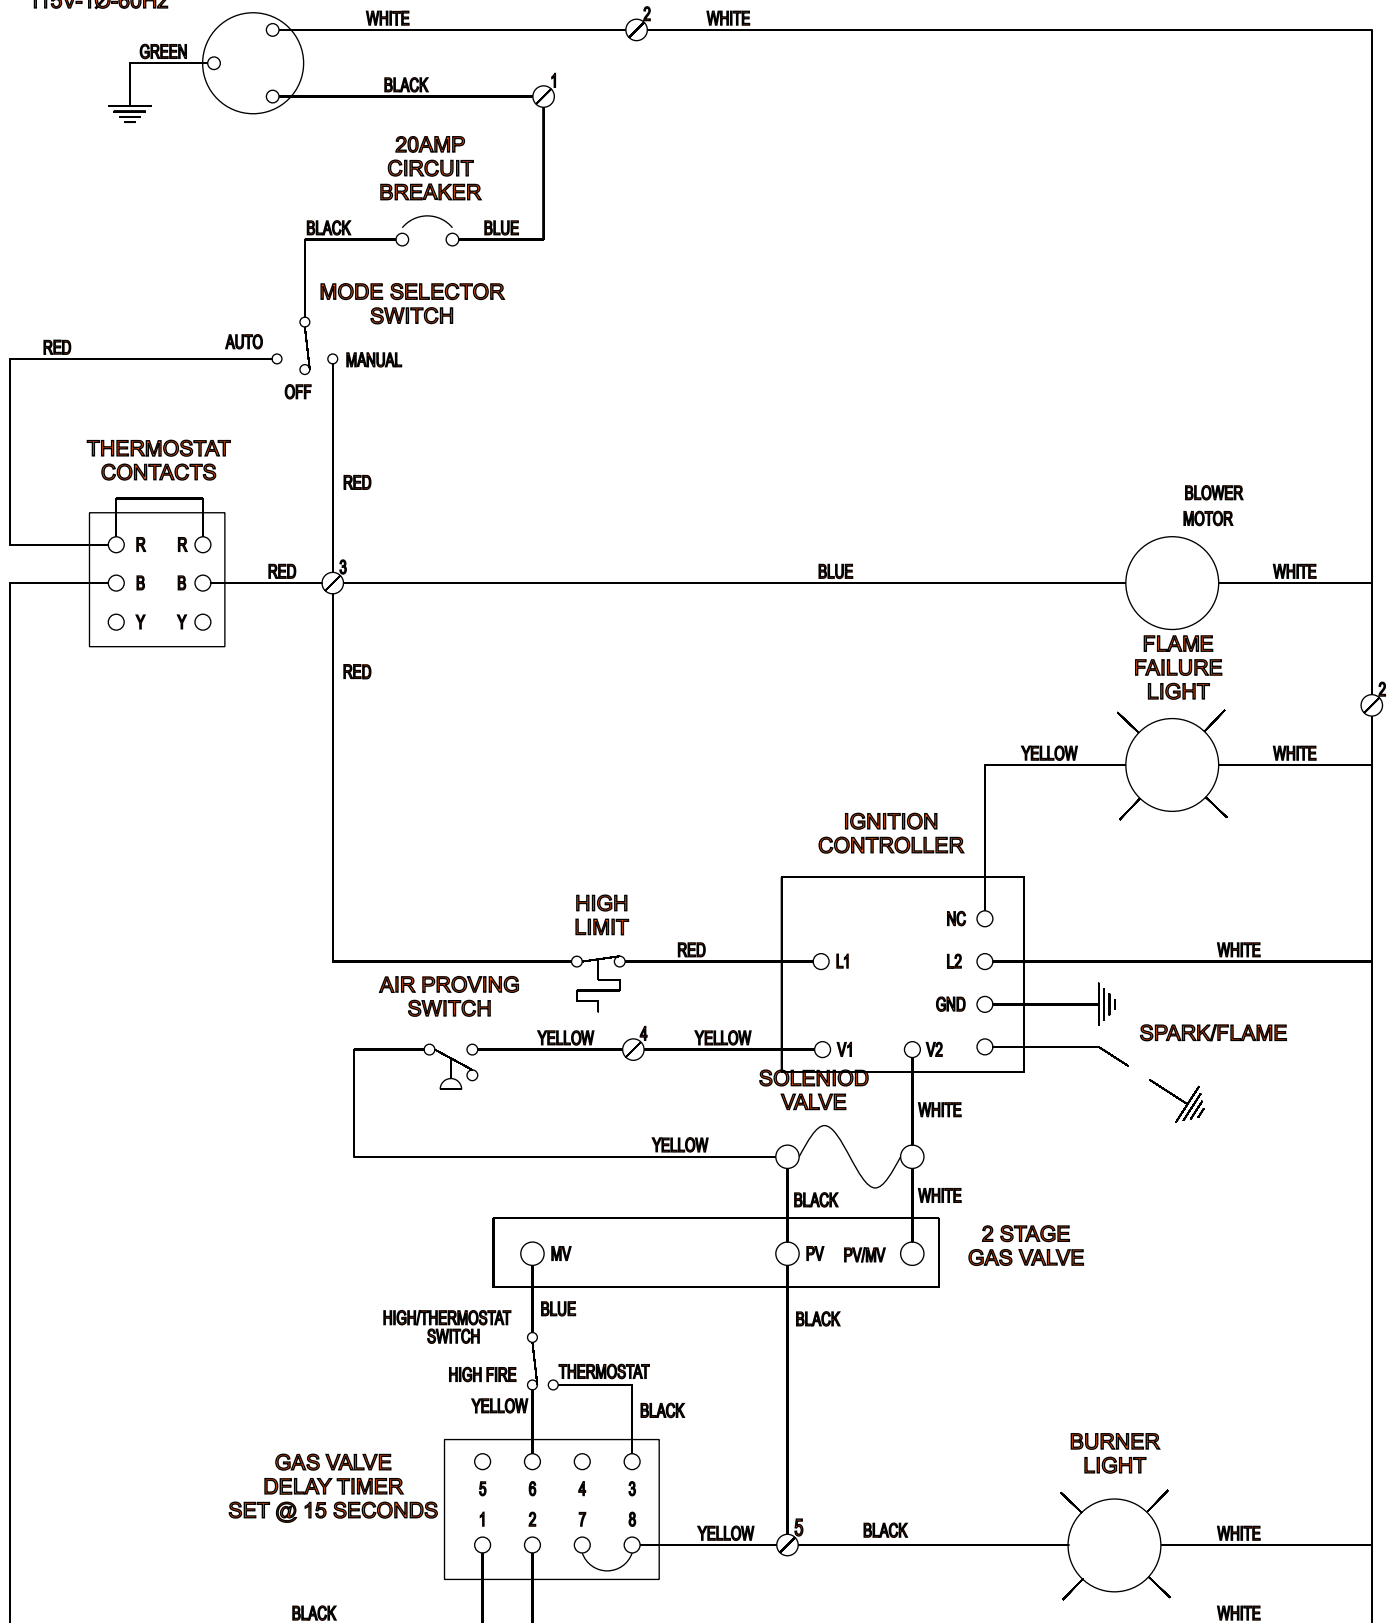 115V-1Ø-60HZ
WHITE
2
WHITE
GREEN
BLACK
1
20AMP
CIRCUIT
BREAKER
BLACK
BLUE
MODE SELECTOR
SWITCH
RED
AUTO
MANUAL
OFF
THERMOSTAT
CONTACTS
RED
BLOWER
MOTOR
R R
B B
Y Y
RED
3
BLUE
WHITE
RED
FLAME
FAILURE
LIGHT
2
YELLOW
WHITE
IGNITION
CONTROLLER
HIGH
LIMIT
NC
RED
L1
L2
WHITE
AIR PROVING
SWITCH
GND
SPARK/FLAME
YELLOW
4
YELLOW
V1
V2
SOLENIOD
VALVE
WHITE
YELLOW
BLACK
WHITE
2 STAGE
GAS VALVE
MV
PV
PV/MV
BLUE
HIGH/THERMOSTAT
SWITCH
BLACK
HIGH FIRE
THERMOSTAT
YELLOW
BLACK
GAS VALVE
DELAY TIMER
SET @ 15 SECONDS
5 6 4 3
1 2 7 8
BURNER
LIGHT
YELLOW
5
BLACK
WHITE
BLACK
WHITE